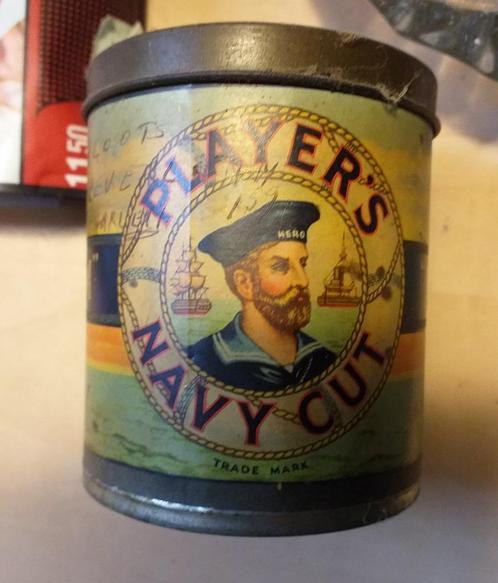 PLAYER'S
HERO
NAVY CUT
TRADE MARK
1150